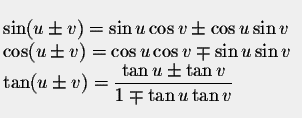 sin(u ± v) = sin u cos v ± cos u sin v
cos(u ± v) = cos u cos v ∓ sin u sin v
tan(u ± v) = (tan u ± tan v) / (1 ∓ tan u tan v)